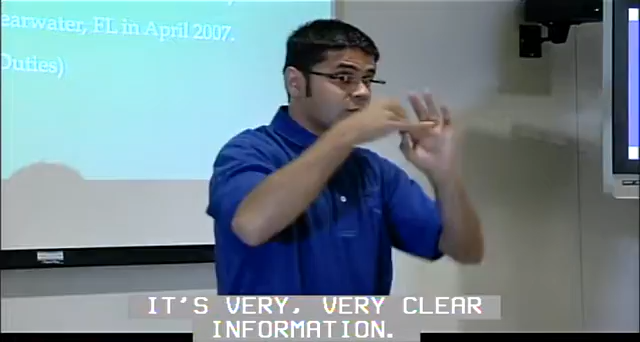 earwater, FL in April 2007.
Duties)
IT'S VERY, VERY CLEAR
INFORMATION.